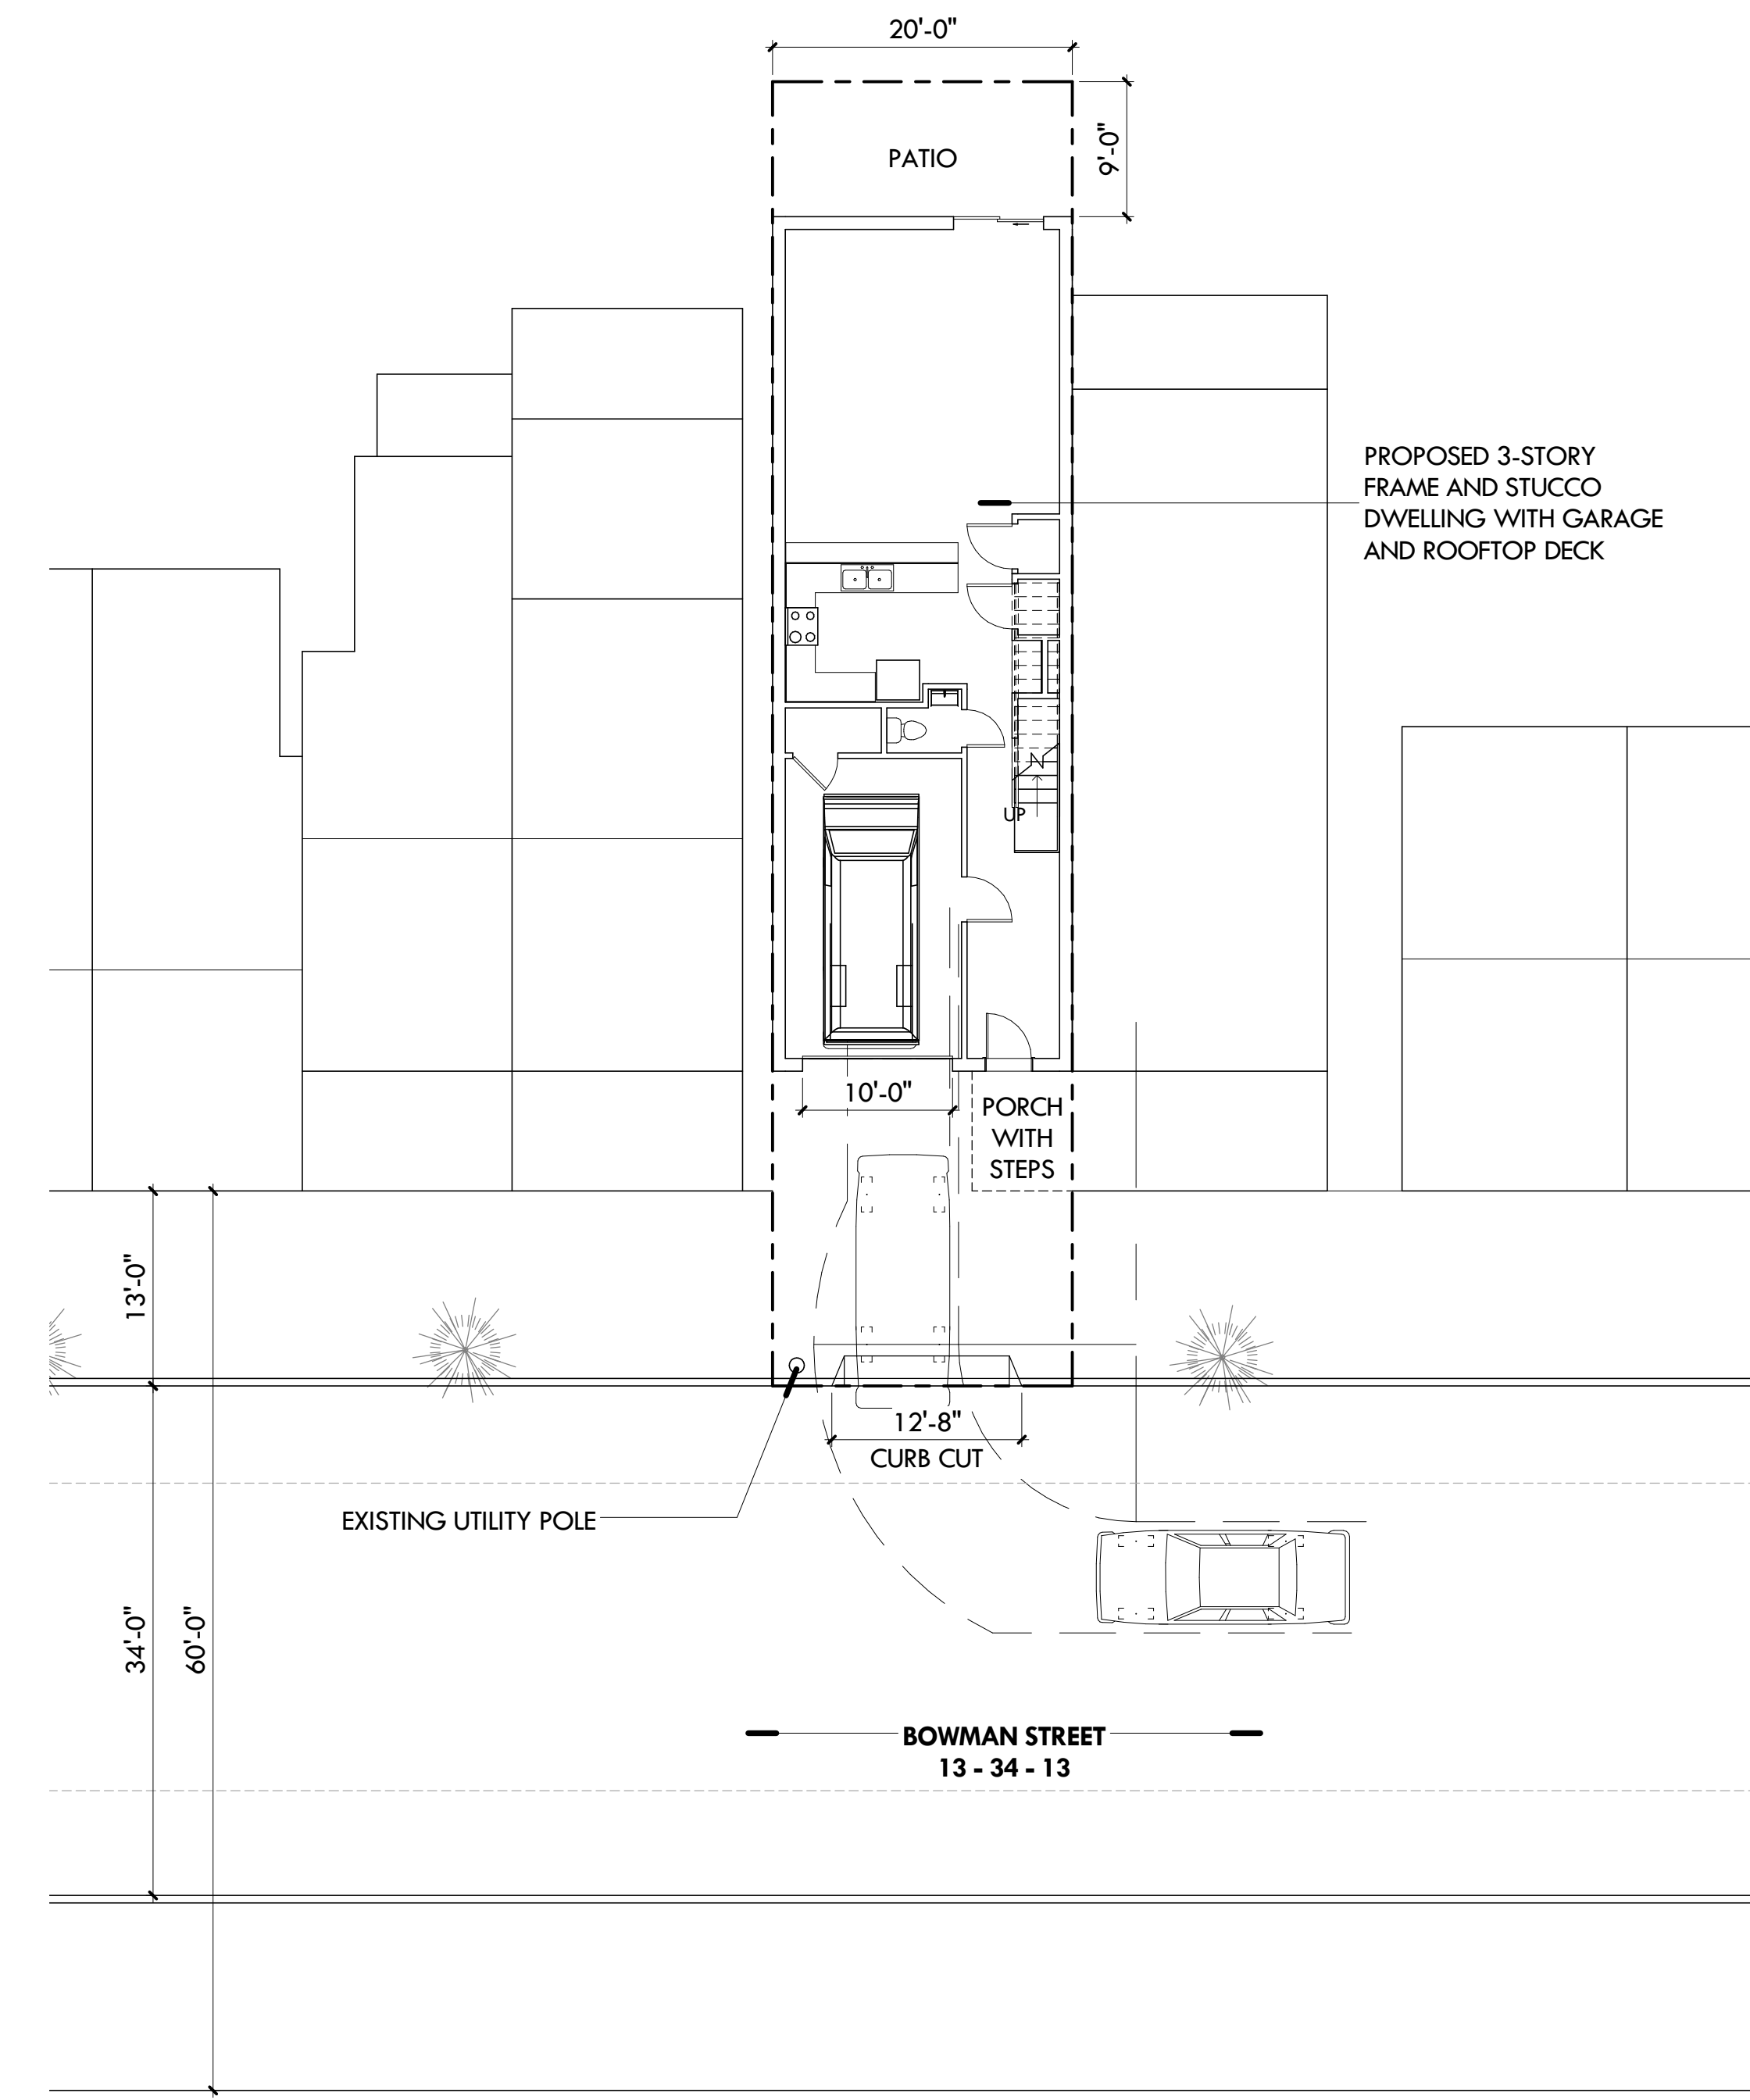 20'-0"
PATIO
9'-0"
PROPOSED 3-STORY
FRAME AND STUCCO
DWELLING WITH GARAGE
AND ROOFTOP DECK
UP
10'-0"
PORCH
WITH
STEPS
13'-0"
12'-8"
CURB CUT
EXISTING UTILITY POLE
34'-0"
60'-0"
BOWMAN STREET
13 - 34 - 13